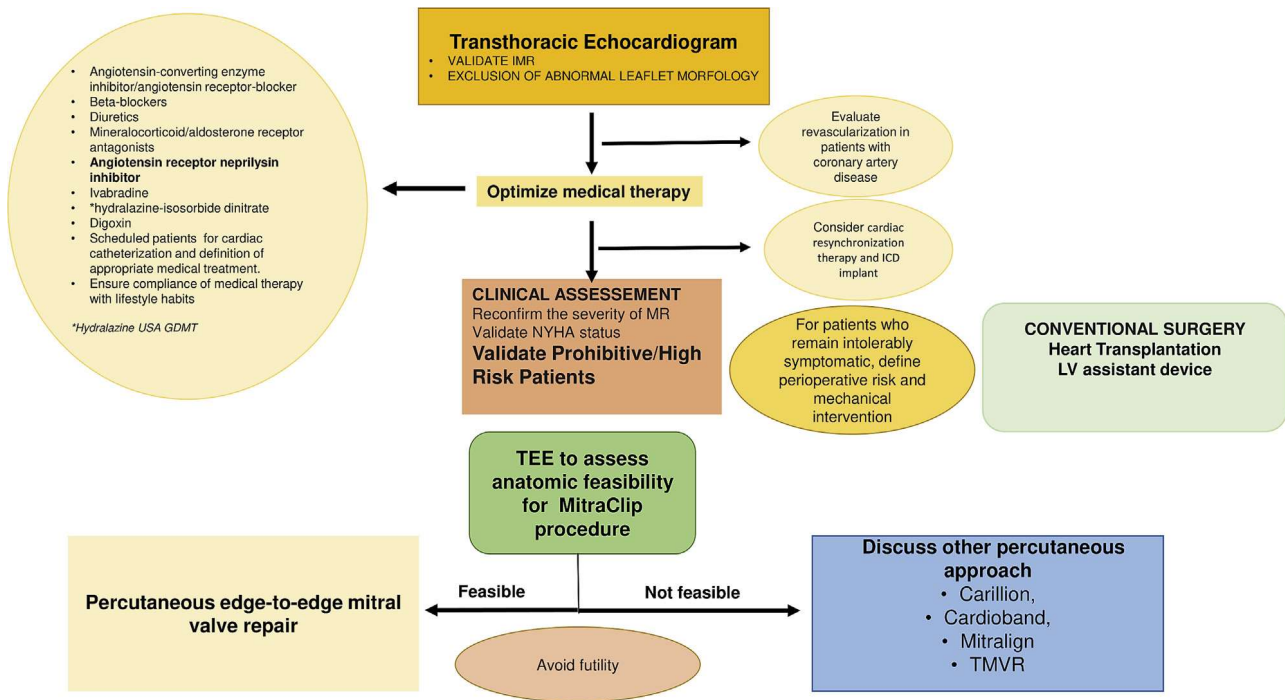 Transthoracic Echocardiogram
• VALIDATE IMR
• EXCLUSION OF ABNORMAL LEAFLET MORFOLOGY
• Angiotensin-converting enzyme
inhibitor/angiotensin receptor-blocker
• Beta-blockers
• Diuretics
• Mineralocorticoid/aldosterone receptor
antagonists
• Angiotensin receptor neprilysin
inhibitor
• Ivabradine
• *hydralazine-isosorbide dinitrate
• Digoxin
• Scheduled patients for cardiac
catheterization and definition of
appropriate medical treatment.
• Ensure compliance of medical therapy
with lifestyle habits
*Hydralazine USA GDMT
Evaluate
revascularization in
patients with
coronary artery
disease
Optimize medical therapy
Consider cardiac
resynchronization
therapy and ICD
implant
CLINICAL ASSESSEMENT
Reconfirm the severity of MR
Validate NYHA status
Validate Prohibitive/High
Risk Patients
For patients who
remain intolerably
symptomatic, define
perioperative risk and
mechanical
intervention
CONVENTIONAL SURGERY
Heart Transplantation
LV assistant device
TEE to assess
anatomic feasibility
for MitraClip
procedure
Feasible
Not feasible
Percutaneous edge-to-edge mitral
valve repair
Avoid futility
Discuss other percutaneous
approach
• Carillion,
• Cardioband,
• Mitralign
• TMVR